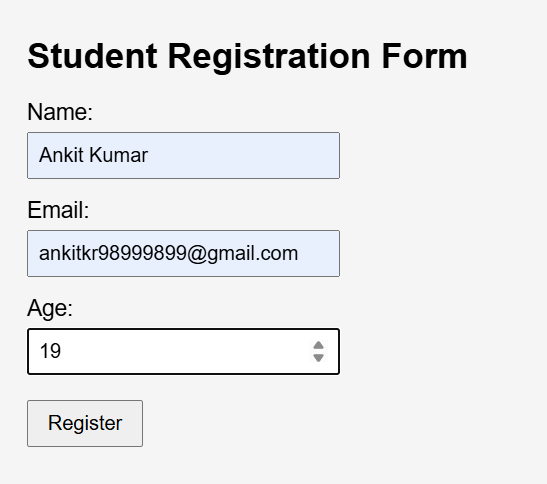 Student Registration Form
Name:
Ankit Kumar
Email:
ankitkr98999899@gmail.com
Age:
19
Register